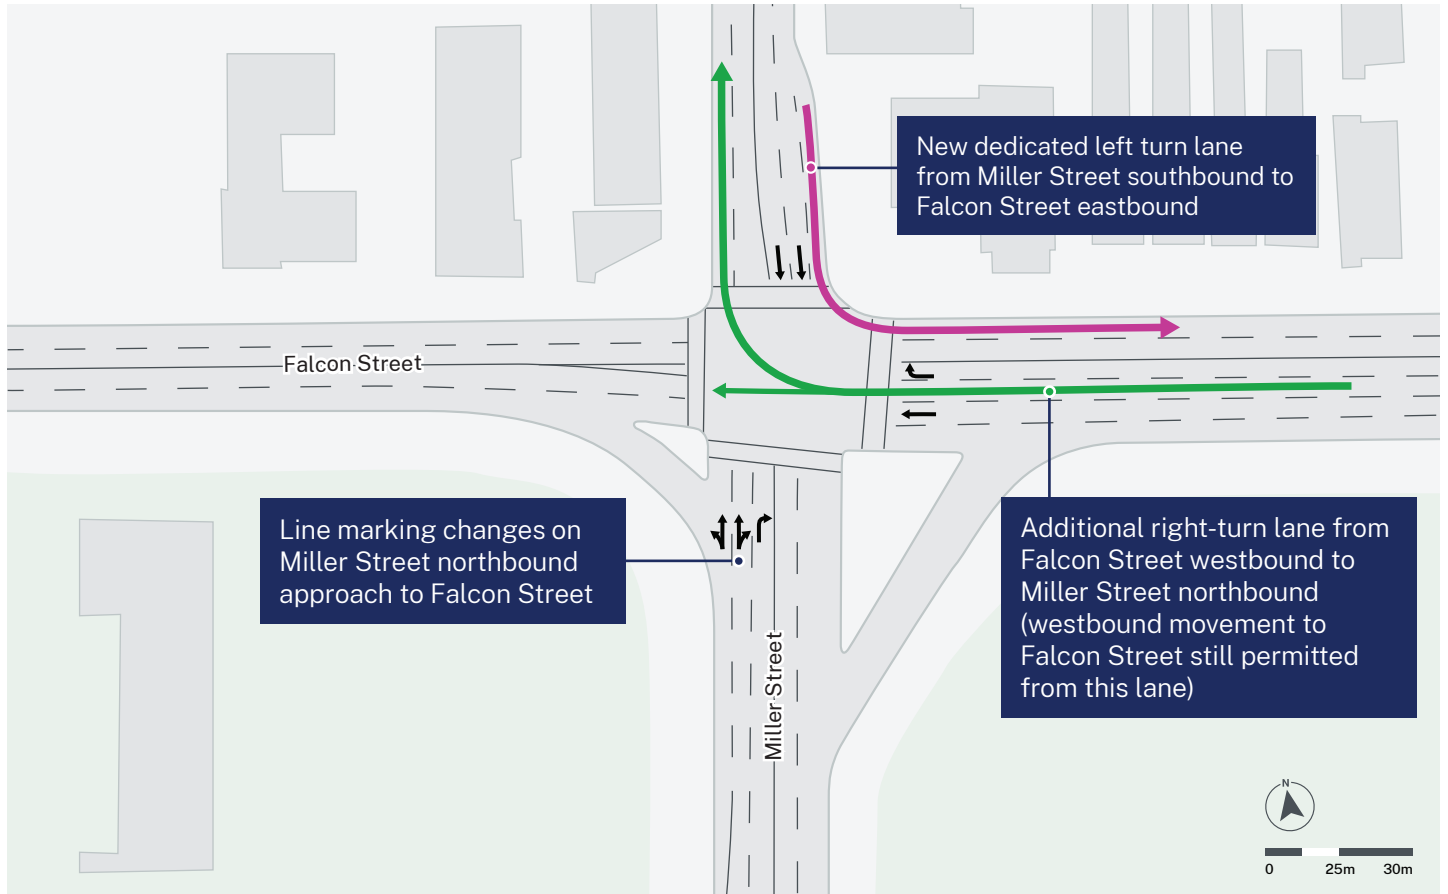 New dedicated left turn lane
from Miller Street southbound to
Falcon Street eastbound
Falcon Street
Line marking changes on
Miller Street northbound
approach to Falcon Street
Additional right-turn lane from
Falcon Street westbound to
Miller Street northbound
(westbound movement to
Falcon Street still permitted
from this lane)
Miller Street
N
0 25m 30m